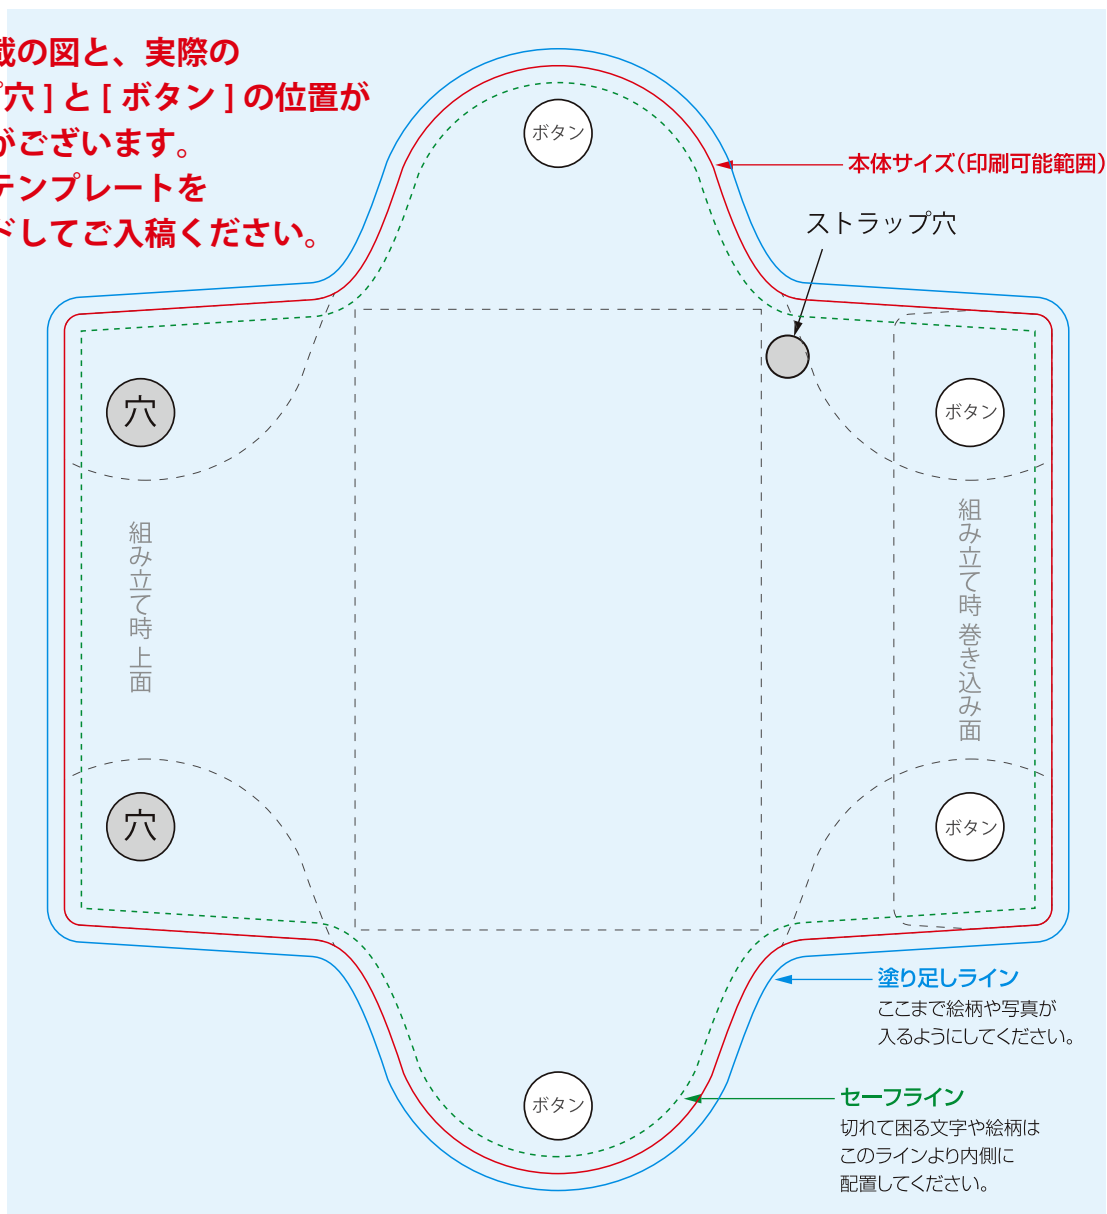 載の図と、実際の
穴 ] と [ ボタン ] の位置が
がございます。
テンプレートを
ドしてご入稿ください。
ボタン
本体サイズ(印刷可能範囲)
ストラップ穴
穴
ボタン
組み立て時 上面
組み立て時 巻き込み面
穴
ボタン
塗り足しライン
ここまで絵柄や写真が
入るようにしてください。
ボタン
セーフライン
切れて困る文字や絵柄は
このラインより内側に
配置してください。